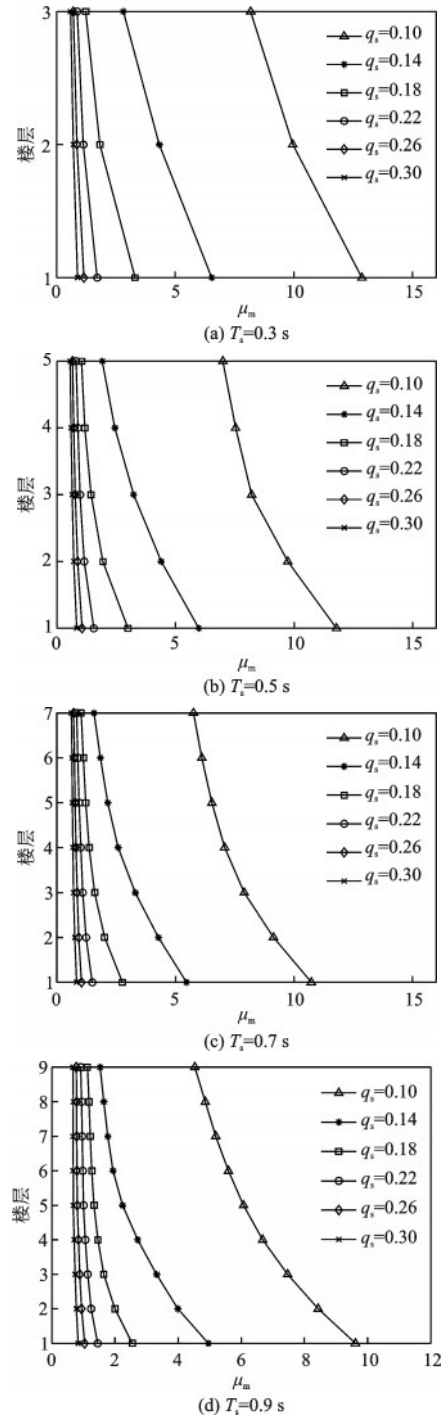 3
2
1
楼层
0 5 10 15
μm
qs=0.10
qs=0.14
qs=0.18
qs=0.22
qs=0.26
qs=0.30
(a) Ts=0.3 s
5
4
3
2
1
楼层
0 5 10 15
μm
qs=0.10
qs=0.14
qs=0.18
qs=0.22
qs=0.26
qs=0.30
(b) Ts=0.5 s
7
6
5
4
3
2
1
楼层
0 5 10 15
μm
qs=0.10
qs=0.14
qs=0.18
qs=0.22
qs=0.26
qs=0.30
(c) Ts=0.7 s
9
8
7
6
5
4
3
2
1
楼层
0 2 4 6 8 10 12
μm
qs=0.10
qs=0.14
qs=0.18
qs=0.22
qs=0.26
qs=0.30
(d) Ts=0.9 s